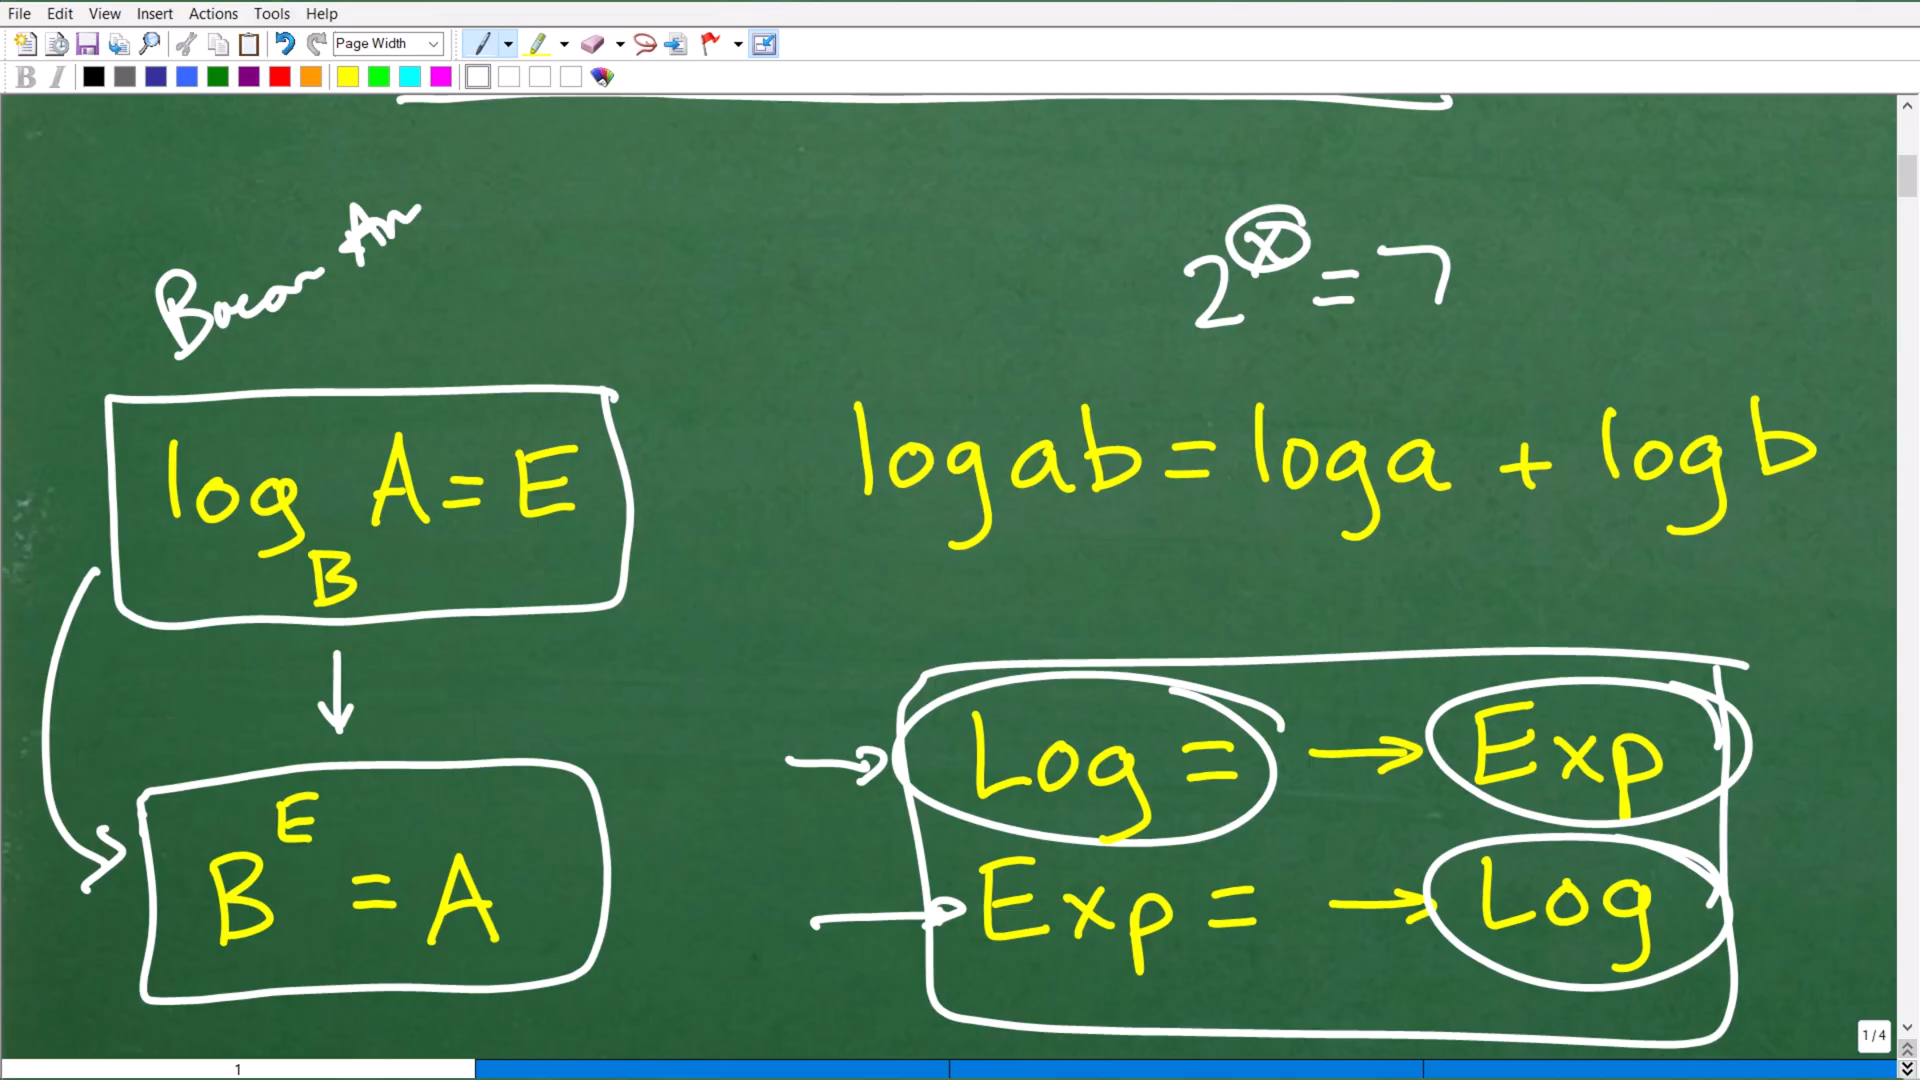 File Edit View Insert Actions Tools Help
Page Width
B I
2^x = 7
log_B A = E
log ab = log a + log b
B^E = A
Log = → Exp
Exp = → Log
1/4
1